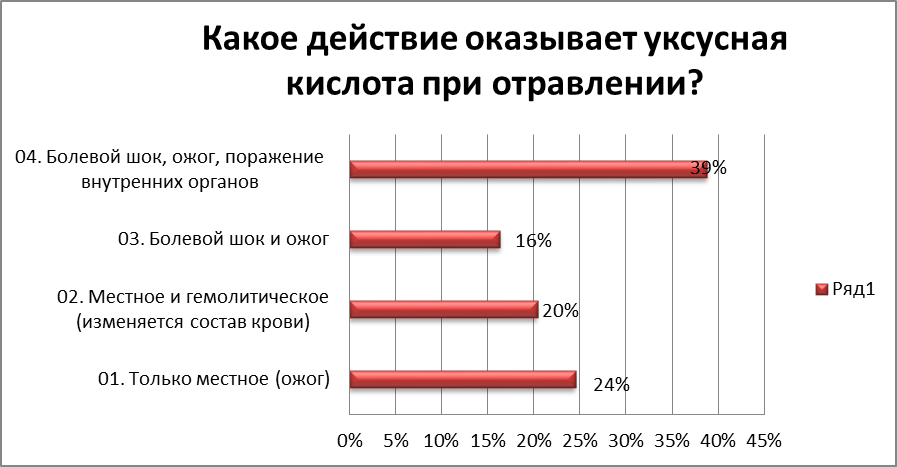 Какое действие оказывает уксусная
кислота при отравлении?
04. Болевой шок, ожог, поражение
внутренних органов
39%
03. Болевой шок и ожог
16%
02. Местное и гемолитическое
(изменяется состав крови)
20%
01. Только местное (ожог)
24%
Ряд1
0% 5% 10% 15% 20% 25% 30% 35% 40% 45%